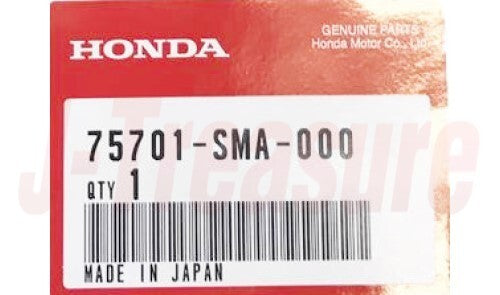 HONDA
GENUINE PARTS
Honda Motor Co., Ltd.
75701-SMA-000
QTY 1
MADE IN JAPAN
J-Treasure